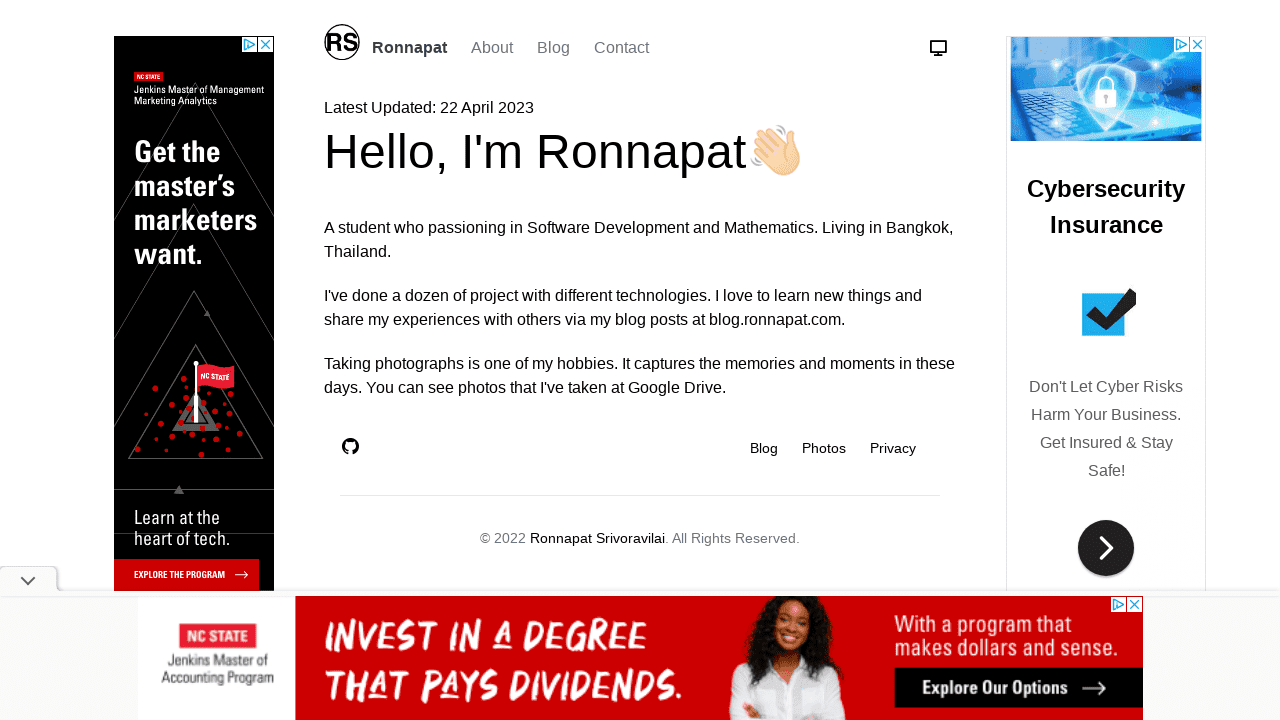 RS
Ronnapat
About
Blog
Contact
Latest Updated: 22 April 2023
Hello, I'm Ronnapat👋🏻
A student who passioning in Software Development and Mathematics. Living in Bangkok,
Thailand.
I've done a dozen of project with different technologies. I love to learn new things and
share my experiences with others via my blog posts at blog.ronnapat.com.
Taking photographs is one of my hobbies. It captures the memories and moments in these
days. You can see photos that I've taken at Google Drive.
Blog
Photos
Privacy
© 2022 Ronnapat Srivoravilai. All Rights Reserved.
NC STATE
Jenkins Master of Management
Marketing Analytics
Get the
master's
marketers
want.
NC STATE
Learn at the
heart of tech.
EXPLORE THE PROGRAM
Cybersecurity
Insurance
Don't Let Cyber Risks
Harm Your Business.
Get Insured & Stay
Safe!
NC STATE
Jenkins Master of
Accounting Program
INVEST IN A DEGREE
THAT PAYS DIVIDENDS.
With a program that
makes dollars and sense.
Explore Our Options